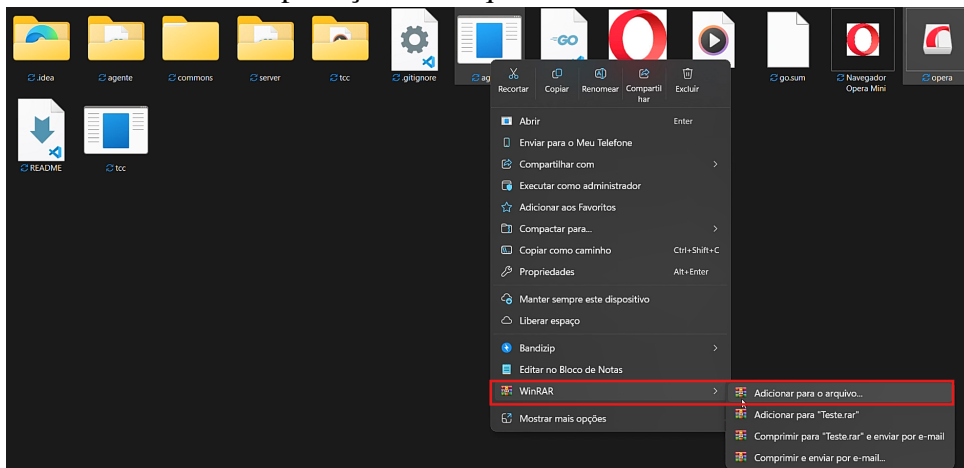 .idea
agente
commons
server
tcc
.gitignore
ag
GO
go.sum
Navegador
Opera Mini
opera
README
tcc
Recortar
Copiar
Renomear
Compartil
har
Excluir
Abrir Enter
Enviar para o Meu Telefone
Compartilhar com
Executar como administrador
Adicionar aos Favoritos
Compactar para...
Copiar como caminho Ctrl+Shift+C
Propriedades Alt+Enter
Manter sempre este dispositivo
Liberar espaço
Bandizip
Editar no Bloco de Notas
WinRAR
Mostrar mais opções
Adicionar para o arquivo...
Adicionar para "Teste.rar"
Comprimir para "Teste.rar" e enviar por e-mail
Comprimir e enviar por e-mail...